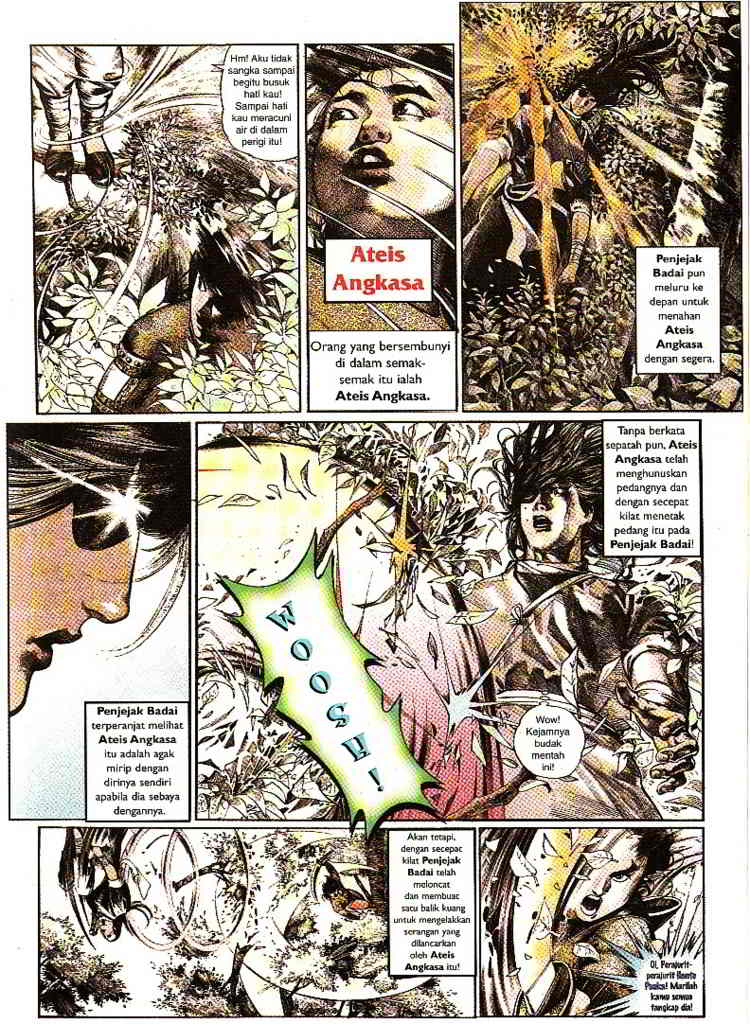 Hm! Aku tidak
sangka sampai
begitu busuk
hati kau!
Sampai hati
kau meracuni
air di dalam
perigi itu!
Ateis
Angkasa
Orang yang bersembunyi
di dalam semak-
semak itu ialah
Ateis Angkasa.
Penjejak
Badai pun
meluru ke
depan untuk
menahan
Ateis
Angkasa
dengan segera.
Penjejak Badai
terperanjat melihat
Ateis Angkasa
itu adalah agak
mirip dengan
dirinya sendiri
apabila dia sebaya
dengannya.
Tanpa berkata
sepatah pun, Ateis
Angkasa telah
menghunuskan
pedangnya dan
dengan secepat
kilat menetak
pedang itu pada
Penjejak Badai!
WOOSH!
Wow!
Kejamnya
budak
mentah
ini!
Akan tetapi,
dengan secepat
kilat Penjejak
Badai telah
meloncat
dan membuat
satu balik kuang
untuk mengelakkan
serangan yang
dilancarkan
oleh Ateis
Angkasa itu!
Oi, Perajurit-
perajurit
Marilah
kamu semua
tangkap dia!